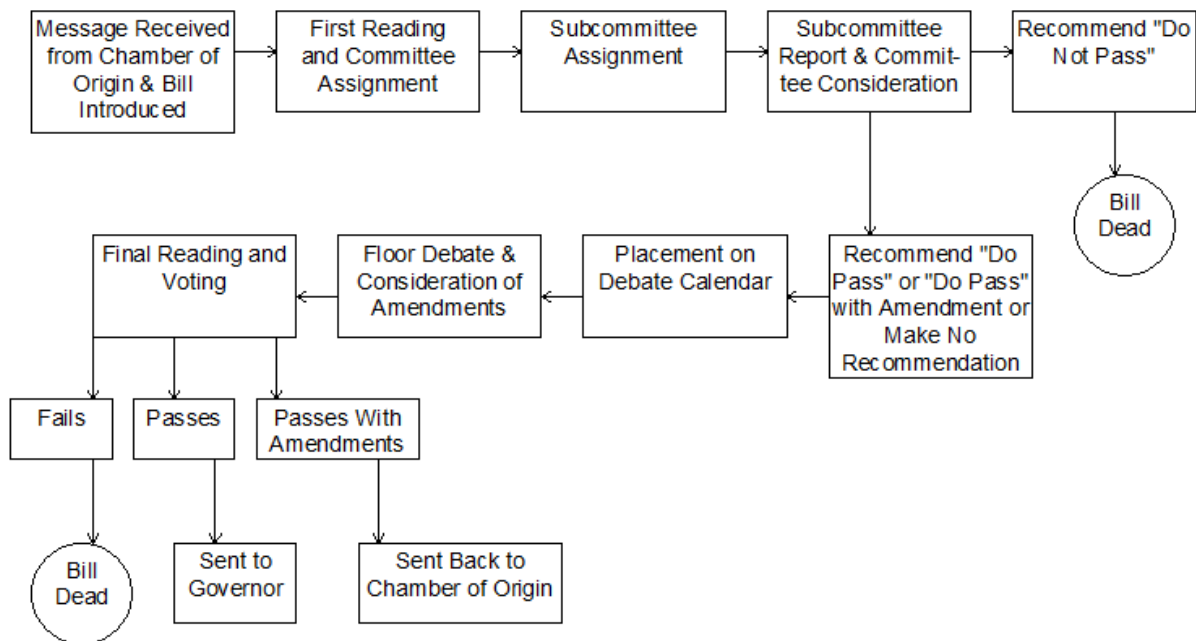 Message Received
from Chamber of
Origin & Bill
Introduced
First Reading
and Committee
Assignment
Subcommittee
Assignment
Subcommittee
Report & Commit-
tee Consideration
Recommend "Do
Not Pass"
Bill
Dead
Final Reading and
Voting
Floor Debate &
Consideration of
Amendments
Placement on
Debate Calendar
Recommend "Do
Pass" or "Do Pass"
with Amendment or
Make No
Recommendation
Fails
Passes
Passes With
Amendments
Bill
Dead
Sent to
Governor
Sent Back to
Chamber of Origin